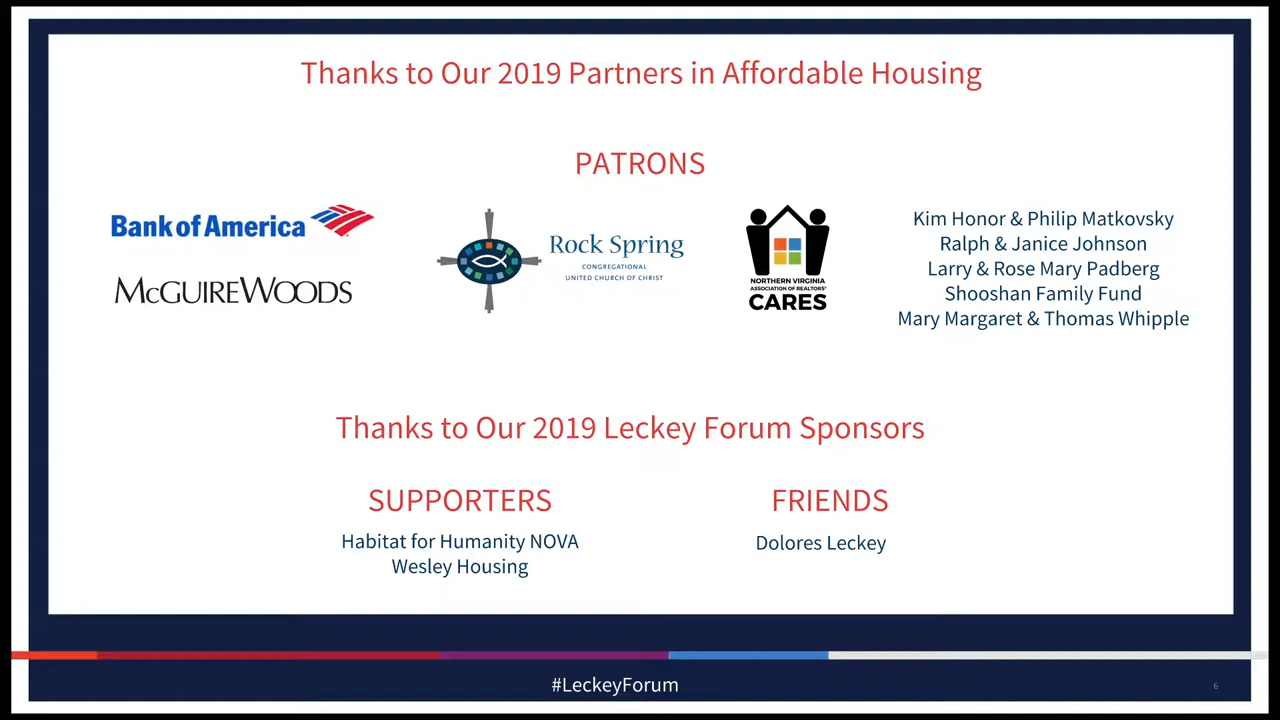 Thanks to Our 2019 Partners in Affordable Housing
PATRONS
Bank of America
McGUIREWOODS
Rock Spring
CONGREGATIONAL
UNITED CHURCH OF CHRIST
NORTHERN VIRGINIA
ASSOCIATION OF REALTORS®
CARES
Kim Honor & Philip Matkovsky
Ralph & Janice Johnson
Larry & Rose Mary Padberg
Shooshan Family Fund
Mary Margaret & Thomas Whipple
Thanks to Our 2019 Leckey Forum Sponsors
SUPPORTERS
Habitat for Humanity NOVA
Wesley Housing
FRIENDS
Dolores Leckey
#LeckeyForum
6